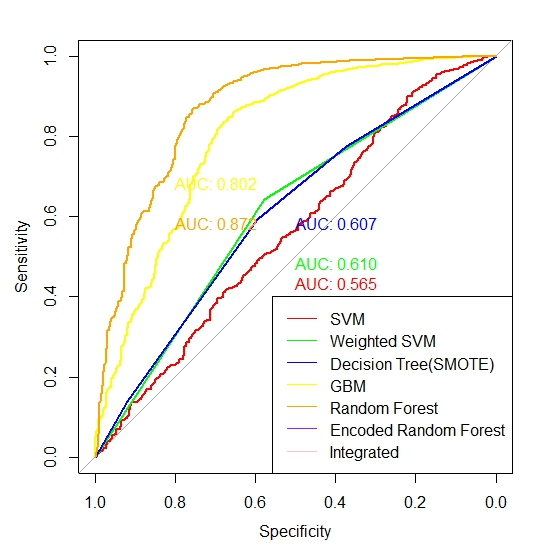 1.0
0.8
0.6
0.4
0.2
0.0
Sensitivity
AUC: 0.802
AUC: 0.607
AUC: 0.610
AUC: 0.565
SVM
Weighted SVM
Decision Tree(SMOTE)
GBM
Random Forest
Encoded Random Forest
Integrated
1.0 0.8 0.6 0.4 0.2 0.0
Specificity